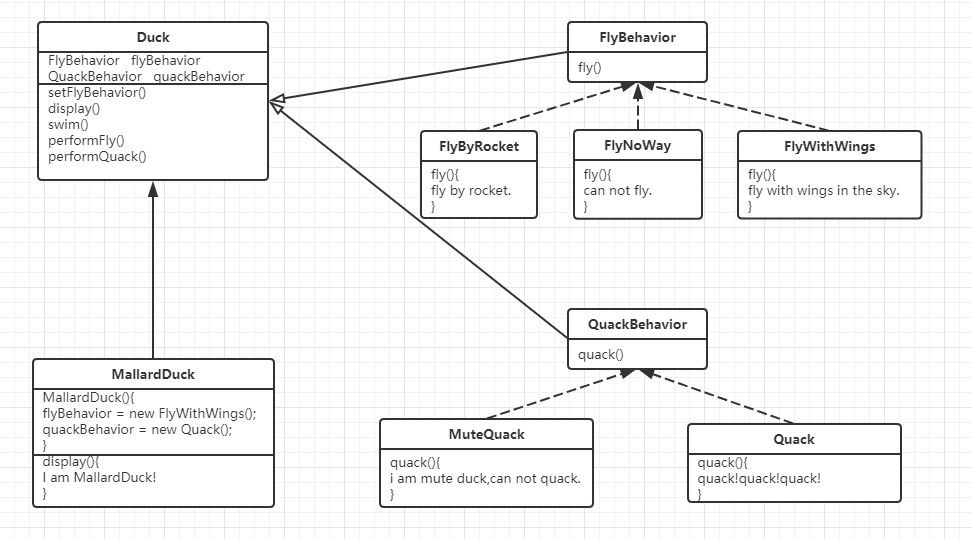 Duck
FlyBehavior flyBehavior
QuackBehavior quackBehavior
setFlyBehavior()
display()
swim()
performFly()
performQuack()
FlyBehavior
fly()
FlyByRocket
fly(){
fly by rocket.
}
FlyNoWay
fly(){
can not fly.
}
FlyWithWings
fly(){
fly with wings in the sky.
}
QuackBehavior
quack()
MallardDuck
MallardDuck(){
flyBehavior = new FlyWithWings();
quackBehavior = new Quack();
}
display(){
I am MallardDuck!
}
MuteQuack
quack(){
i am mute duck,can not quack.
}
Quack
quack(){
quack!quack!quack!
}